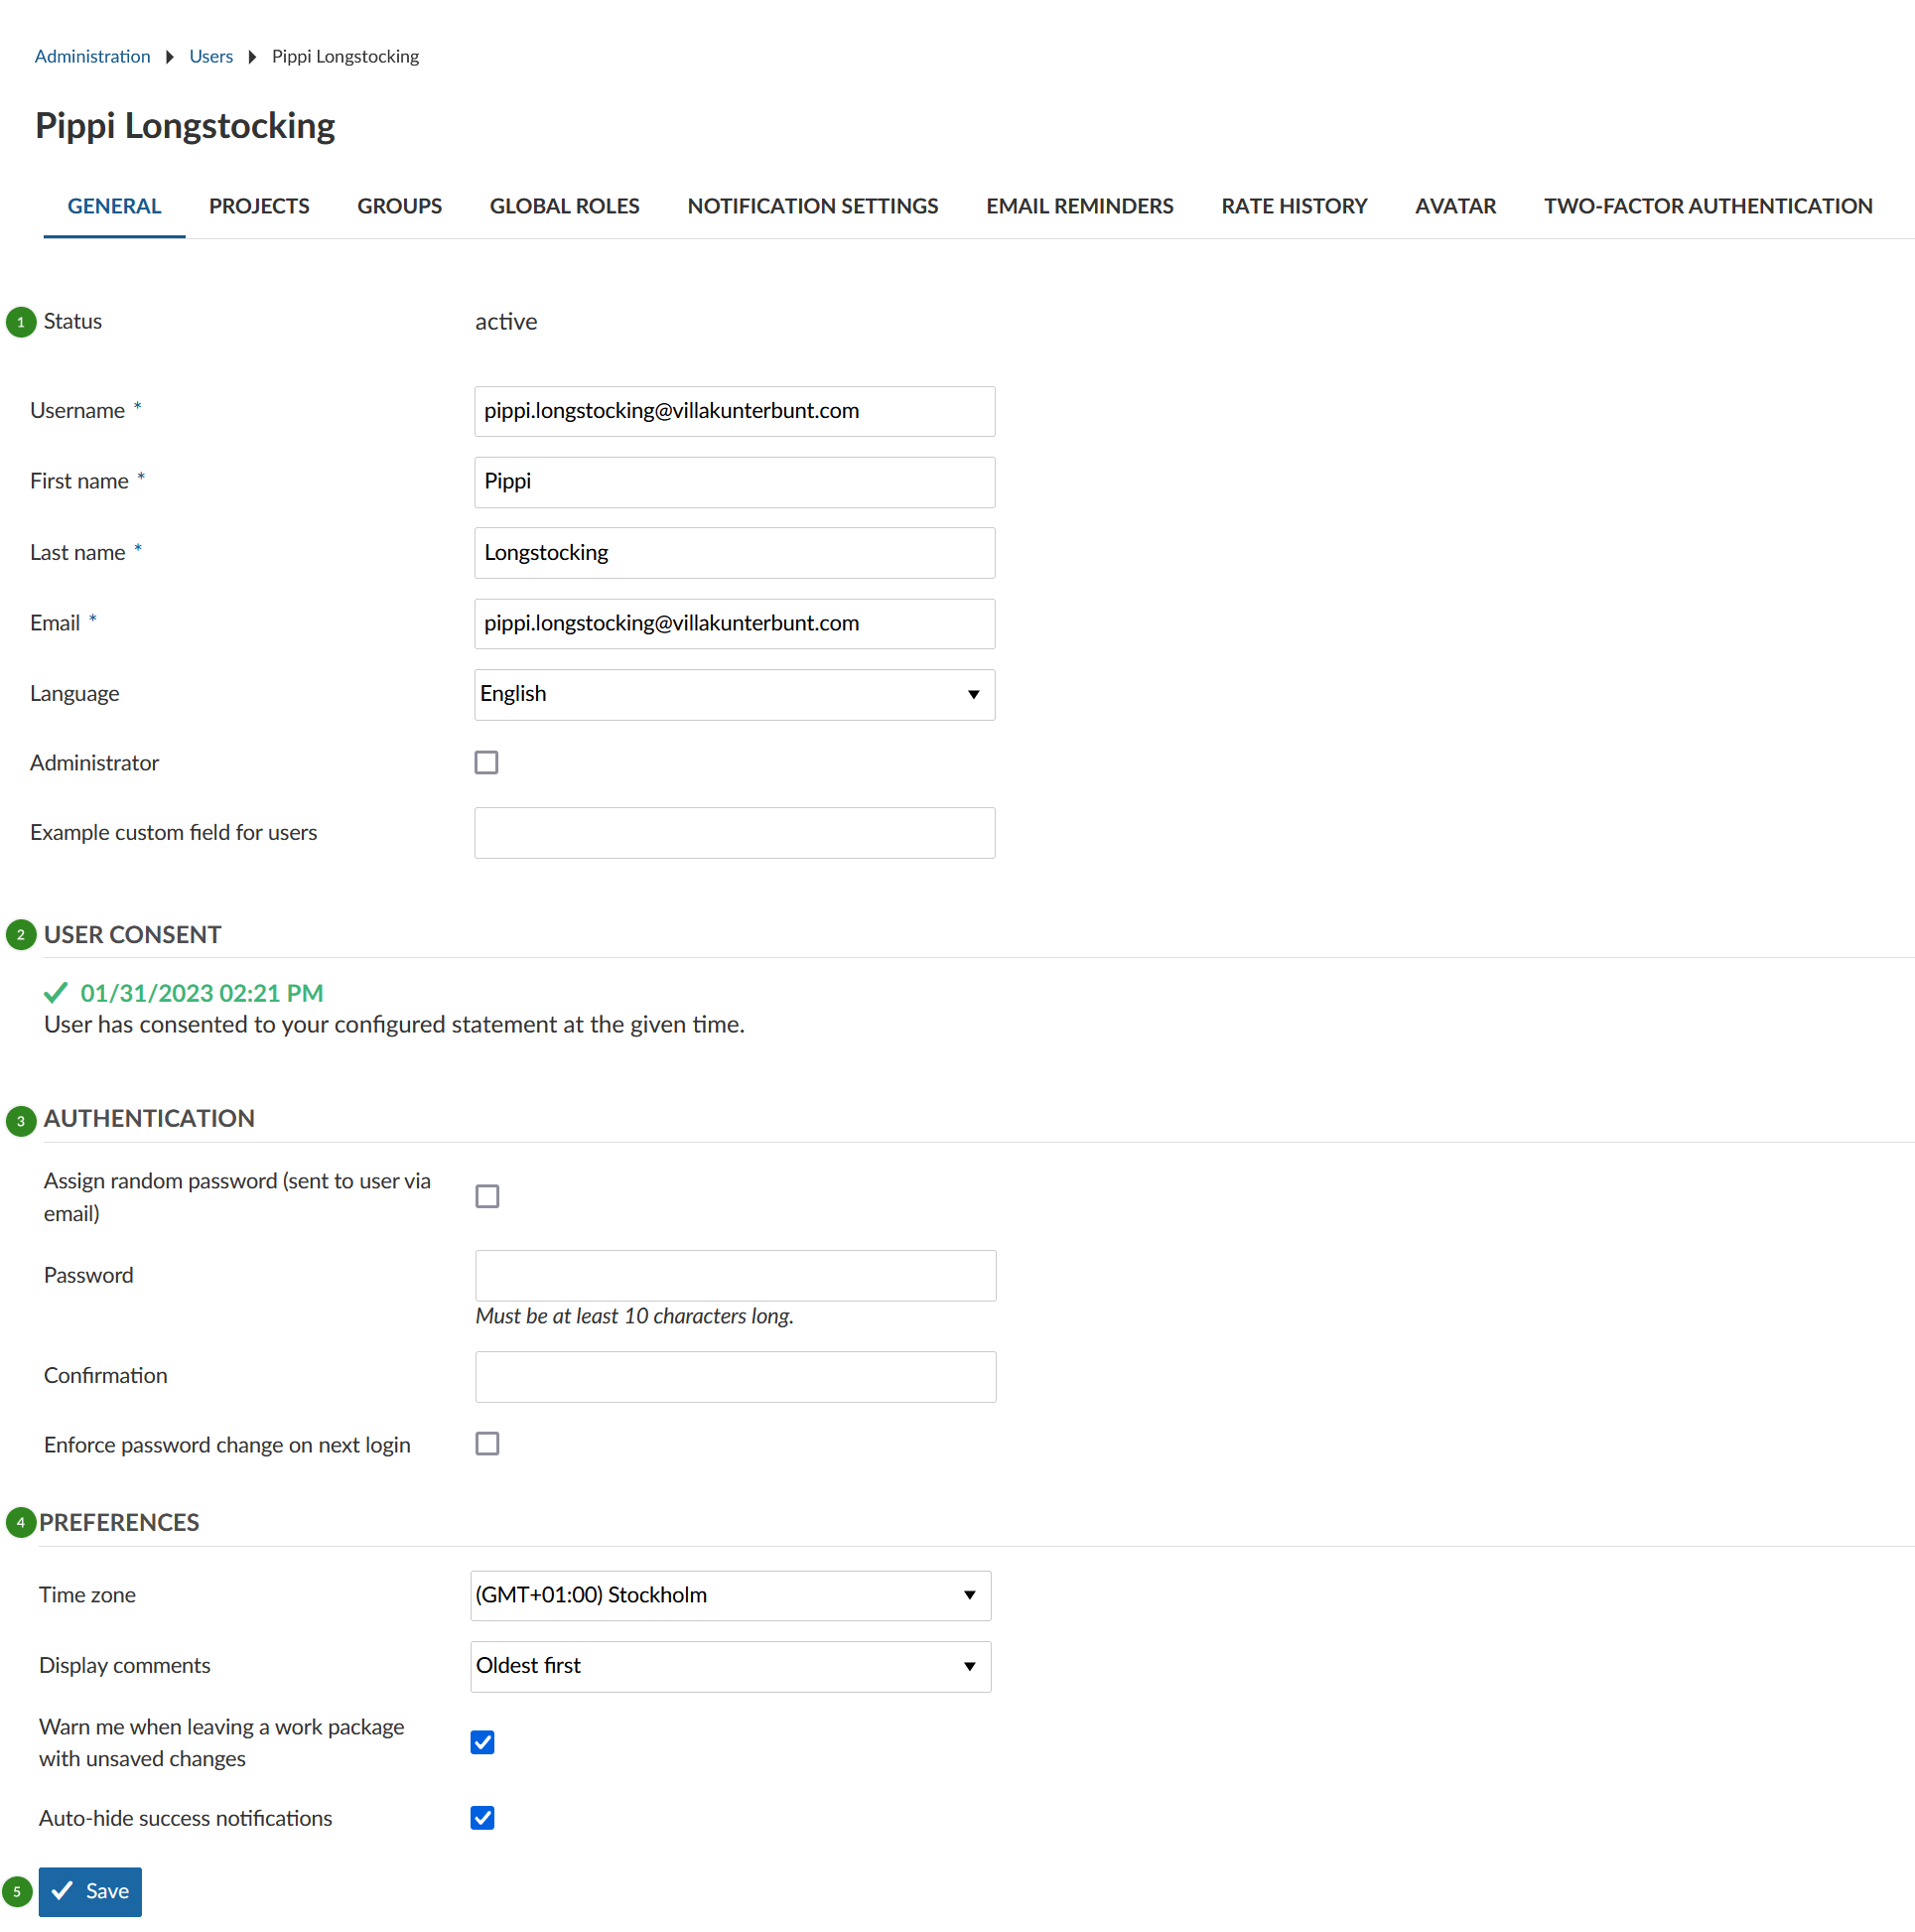 Administration Users Pippi Longstocking
Pippi Longstocking
GENERAL PROJECTS GROUPS GLOBAL ROLES NOTIFICATION SETTINGS EMAIL REMINDERS RATE HISTORY AVATAR TWO-FACTOR AUTHENTICATION
1 Status active
Username * pippi.longstocking@villakunterbunt.com
First name * Pippi
Last name * Longstocking
Email * pippi.longstocking@villakunterbunt.com
Language English
Administrator
Example custom field for users
2 USER CONSENT
01/31/2023 02:21 PM
User has consented to your configured statement at the given time.
3 AUTHENTICATION
Assign random password (sent to user via
email)
Password
Must be at least 10 characters long.
Confirmation
Enforce password change on next login
4 PREFERENCES
Time zone (GMT+01:00) Stockholm
Display comments Oldest first
Warn me when leaving a work package
with unsaved changes
Auto-hide success notifications
5 Save